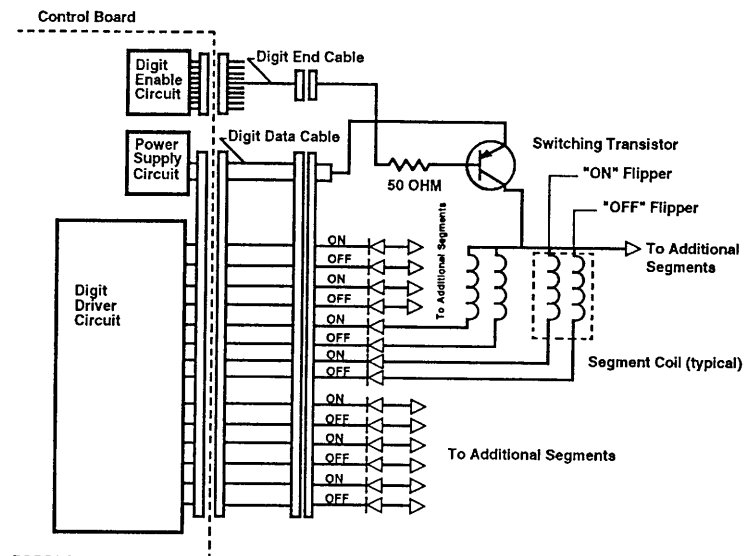 Control Board
Digit
Enable
Circuit
Digit End Cable
Power
Supply
Circuit
Digit Data Cable
50 OHM
Switching Transistor
"ON" Flipper
"OFF" Flipper
To Additional
Segments
To Additional Segments
Digit
Driver
Circuit
ON
OFF
ON
OFF
ON
OFF
ON
OFF
Segment Coil (typical)
ON
OFF
ON
OFF
ON
OFF
To Additional Segments